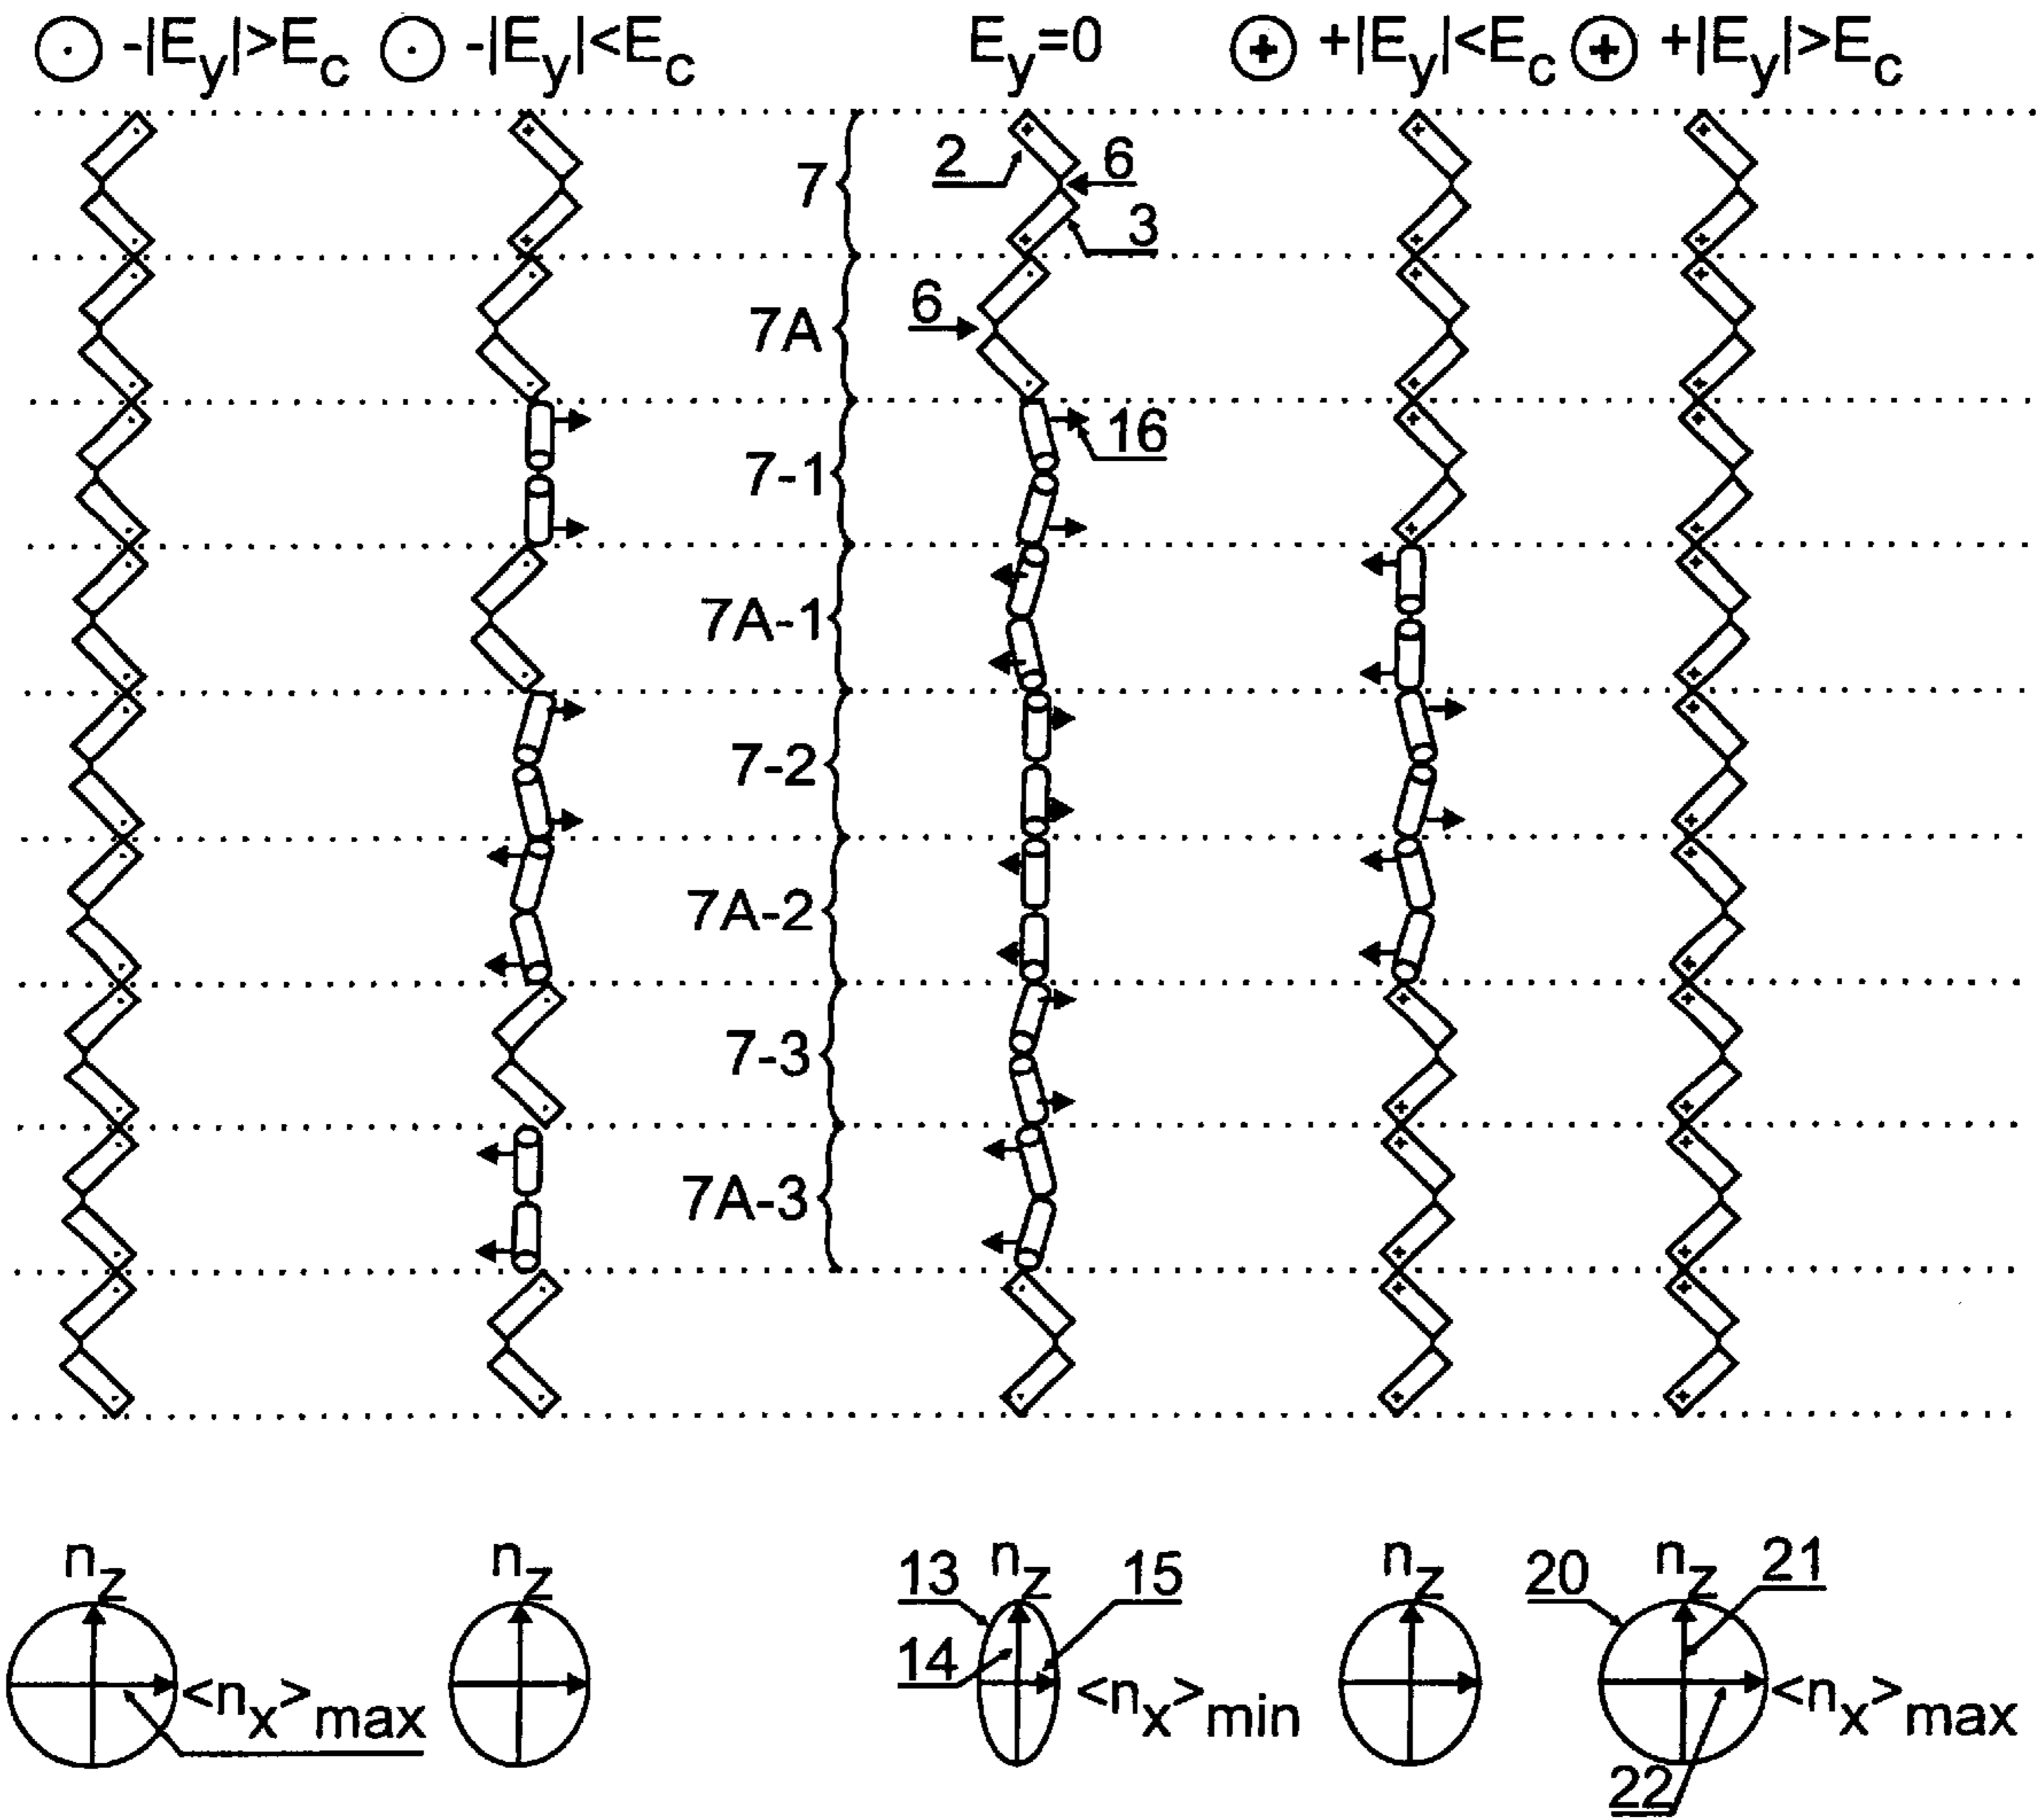 -|Ey|>Ec -|Ey|<Ec Ey=0 +|Ey|<Ec +|Ey|>Ec
2 6
7
3
6
7A
16
7-1
7A-1
7-2
7A-2
7-3
7A-3
nz nz 13 nz 15 nz 20 nz 21
14
<nx>max <nx>min <nx>max
22